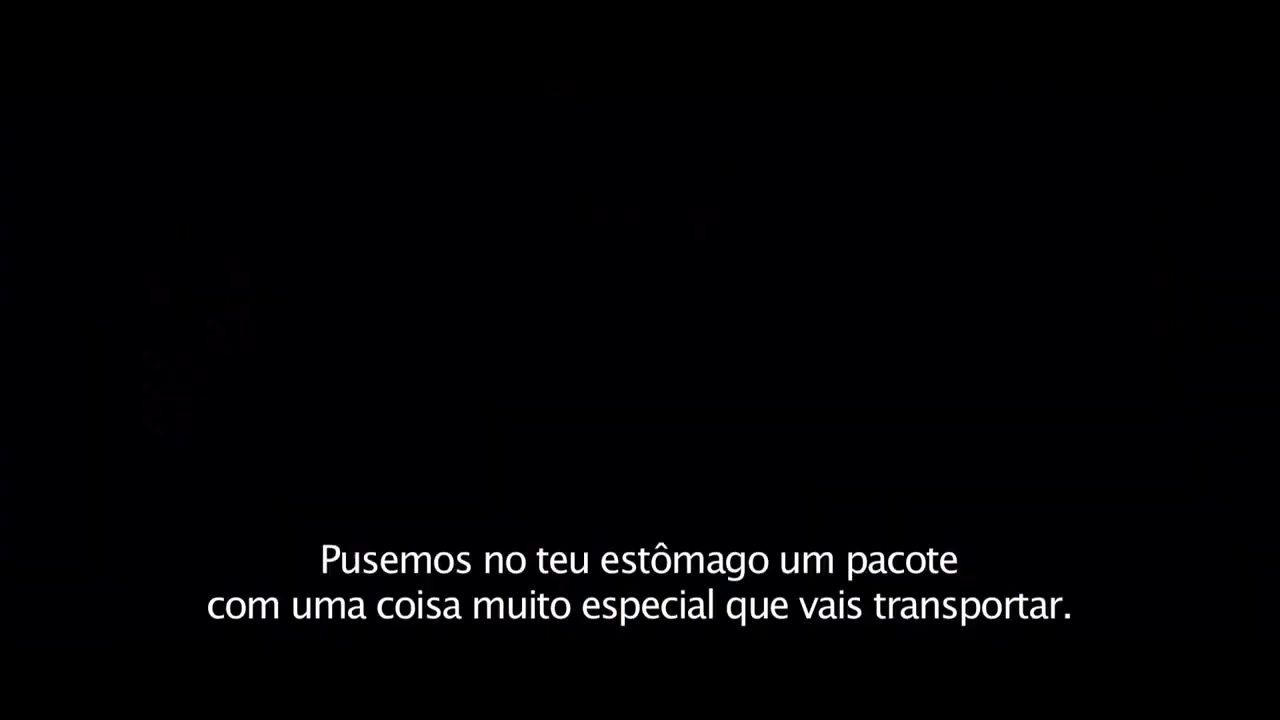 Pusemos no teu estômago um pacote
com uma coisa muito especial que vais transportar.